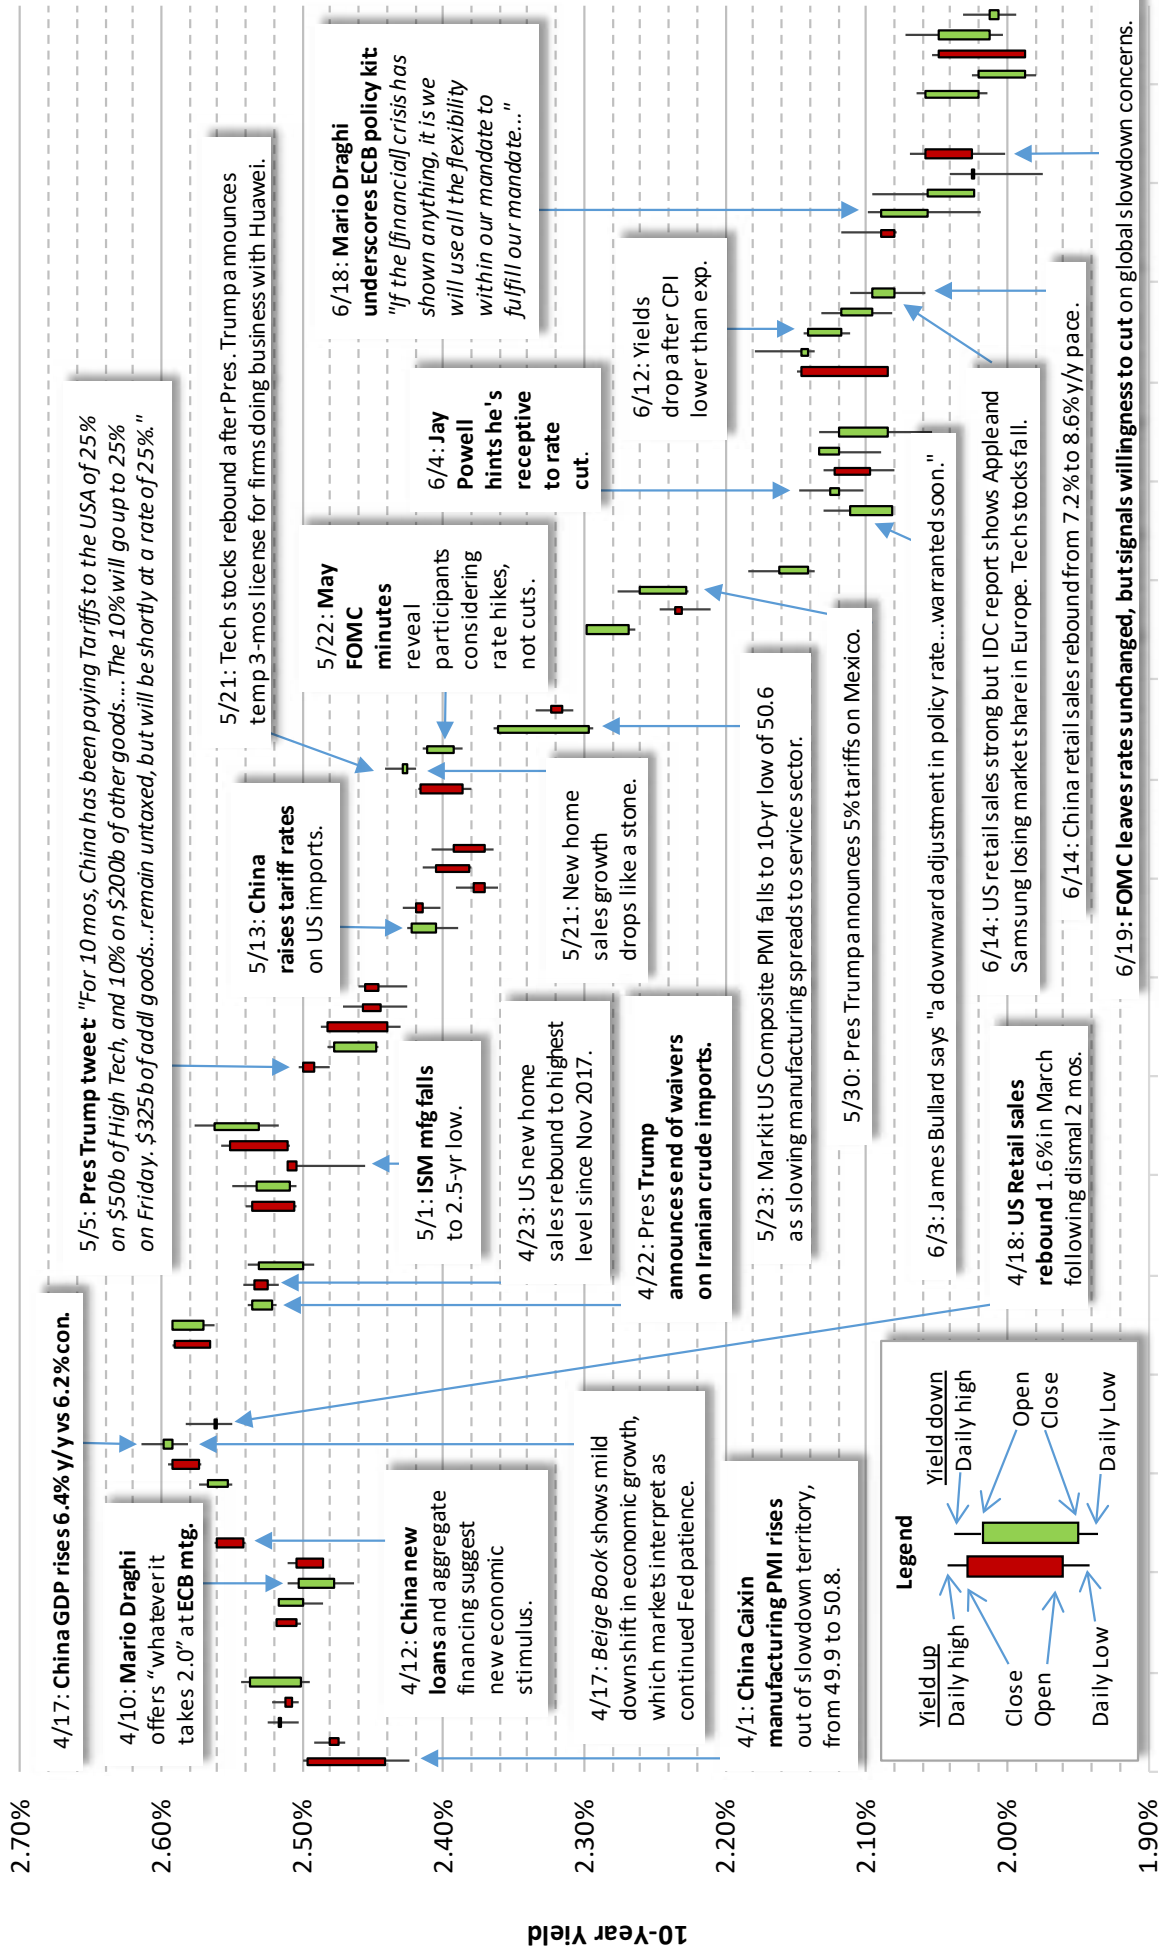 10-Year Yield
2.70%
2.60%
2.50%
2.40%
2.30%
2.20%
2.10%
2.00%
1.90%
4/17: China GDP rises 6.4% y/y vs 6.2% con.
4/10: Mario Draghi
offers "whatever it
takes 2.0" at ECB mtg.
4/12: China new
loans and aggregate
financing suggest
new economic
stimulus.
4/17: Beige Book shows mild
downshift in economic growth,
which markets interpret as
continued Fed patience.
4/1: China Caixin
manufacturing PMI rises
out of slowdown territory,
from 49.9 to 50.8.
Legend
Yield up
Daily high
Close
Open
Daily Low
Yield down
Daily high
Open
Close
Daily Low
5/5: Pres Trump tweet: "For 10 mos, China has been paying Tariffs to the USA of 25%
on $50b of High Tech, and 10% on $200b of other goods... The 10% will go up to 25%
on Friday. $325b of addl goods...remain untaxed, but will be shortly at a rate of 25%."
5/1: ISM mfg falls
to 2.5-yr low.
4/23: US new home
sales rebound to highest
level since Nov 2017.
4/22: Pres Trump
announces end of waivers
on Iranian crude imports.
4/18: US Retail sales
rebound 1.6% in March
following dismal 2 mos.
5/13: China
raises tariff rates
on US imports.
5/21: Tech stocks rebound after Pres. Trump announces
temp 3-mos license for firms doing business with Huawei.
5/22: May
FOMC
minutes
reveal
participants
considering
rate hikes,
not cuts.
5/21: New home
sales growth
drops like a stone.
5/23: Markit US Composite PMI falls to 10-yr low of 50.6
as slowing manufacturing spreads to service sector.
5/30: Pres Trump announces 5% tariffs on Mexico.
6/3: James Bullard says "a downward adjustment in policy rate...warranted soon."
6/4: Jay
Powell
hints he's
receptive
to rate
cut.
6/12: Yields
drop after CPI
lower than exp.
6/18: Mario Draghi
underscores ECB policy kit:
"If the [financial] crisis has
shown anything, it is we
will use all the flexibility
within our mandate to
fulfill our mandate..."
6/14: US retail sales strong but IDC report shows Apple and
Samsung losing market share in Europe. Tech stocks fall.
6/14: China retail sales rebound from 7.2% to 8.6% y/y pace.
6/19: FOMC leaves rates unchanged, but signals willingness to cut on global slowdown concerns.